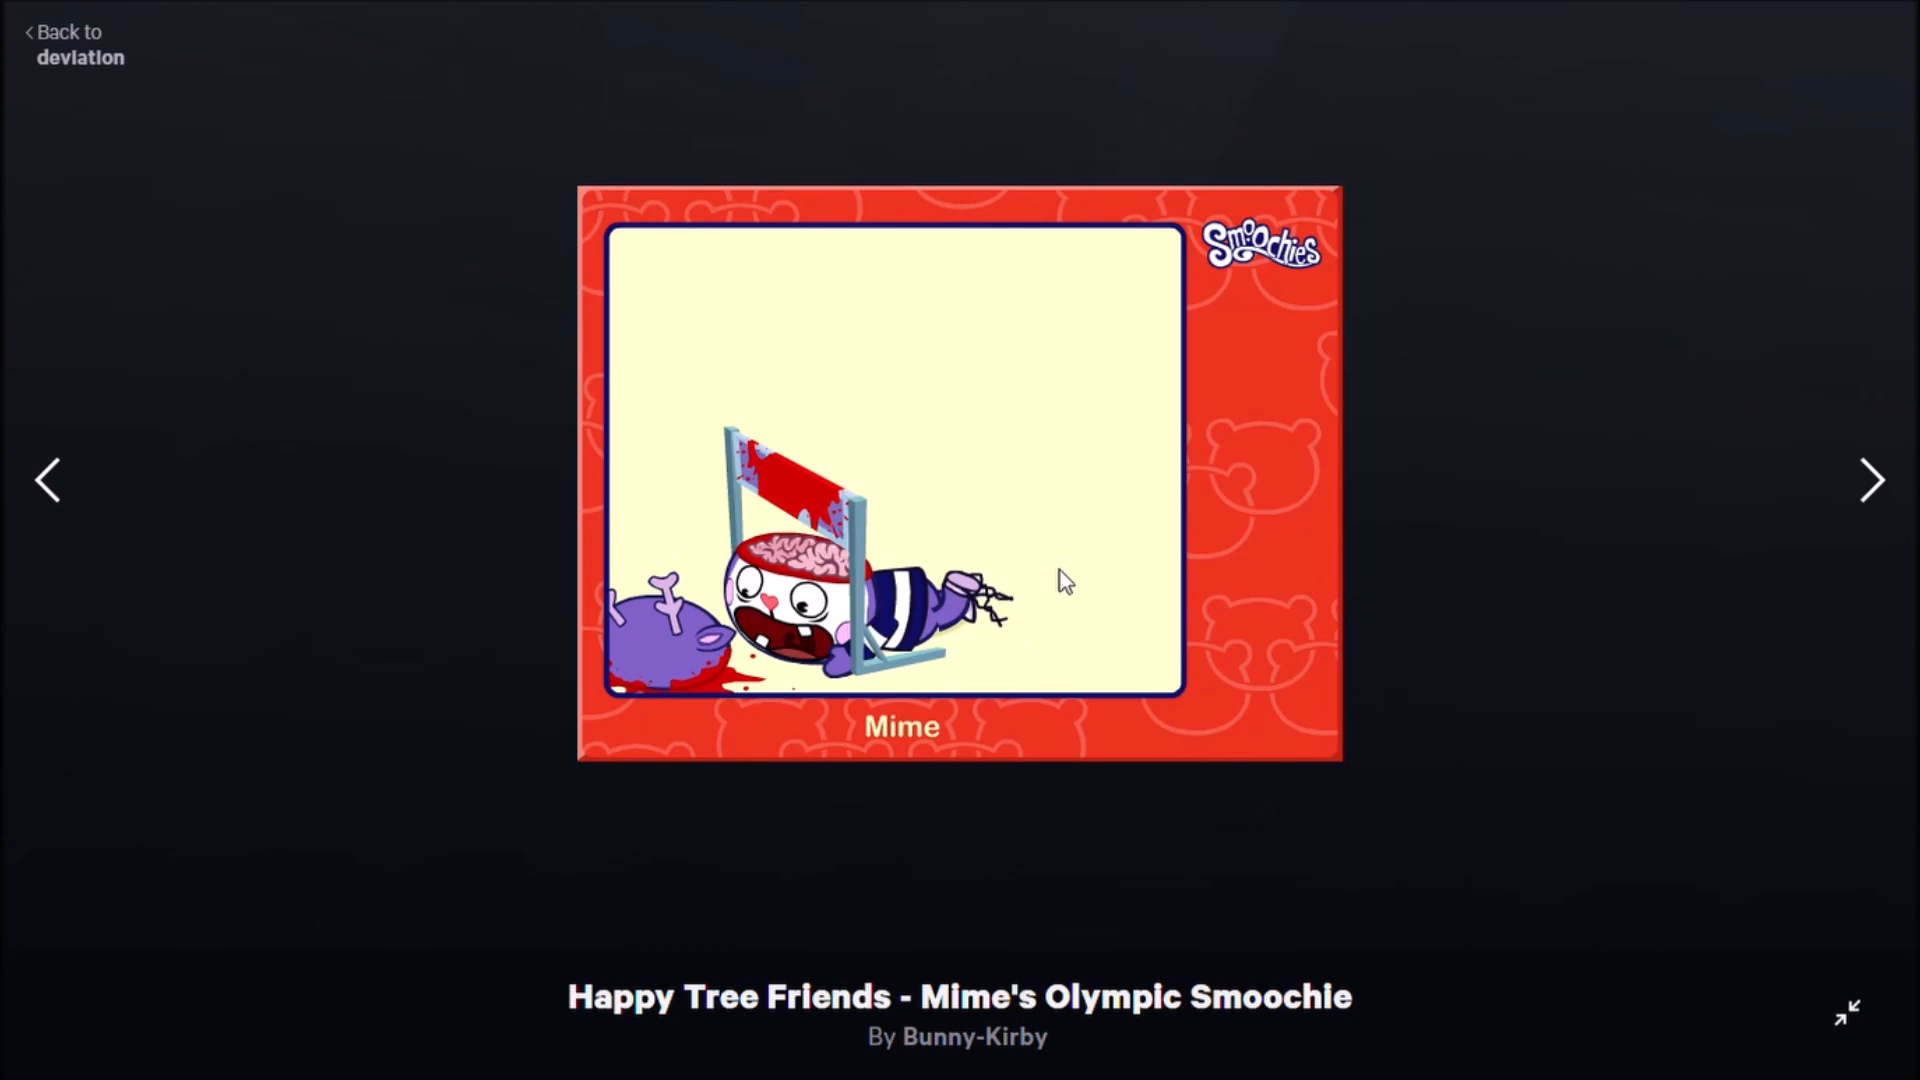 Back to
deviation
Smoochies
Mime
Happy Tree Friends - Mime's Olympic Smoochie
By Bunny-Kirby